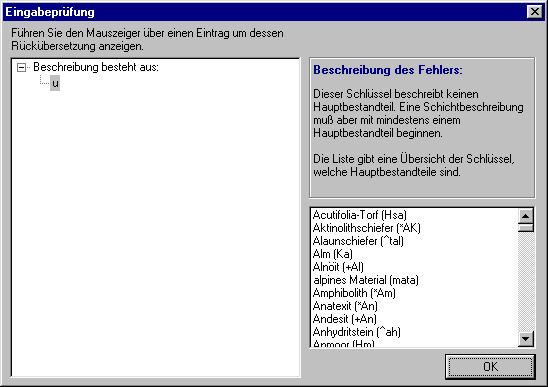 Eingabeprüfung
Führen Sie den Mauszeiger über einen Eintrag um dessen
Rückübersetzung anzeigen.
Beschreibung besteht aus:
u
Beschreibung des Fehlers:
Dieser Schlüssel beschreibt keinen
Hauptbestandteil. Eine Schichtbeschreibung
muß aber mit mindestens einem
Hauptbestandteil beginnen.
Die Liste gibt eine Übersicht der Schlüssel,
welche Hauptbestandteile sind.
Acutifolia-Torf (Hsa)
Aktinolithschiefer (*AK)
Alaunschiefer (^tal)
Alm (Ka)
Alnöit (+Al)
alpines Material (mata)
Amphibolith (*Am)
Anatexit (*An)
Andesit (+An)
Anhydritstein (^ah)
Anmoor (Hm)
OK